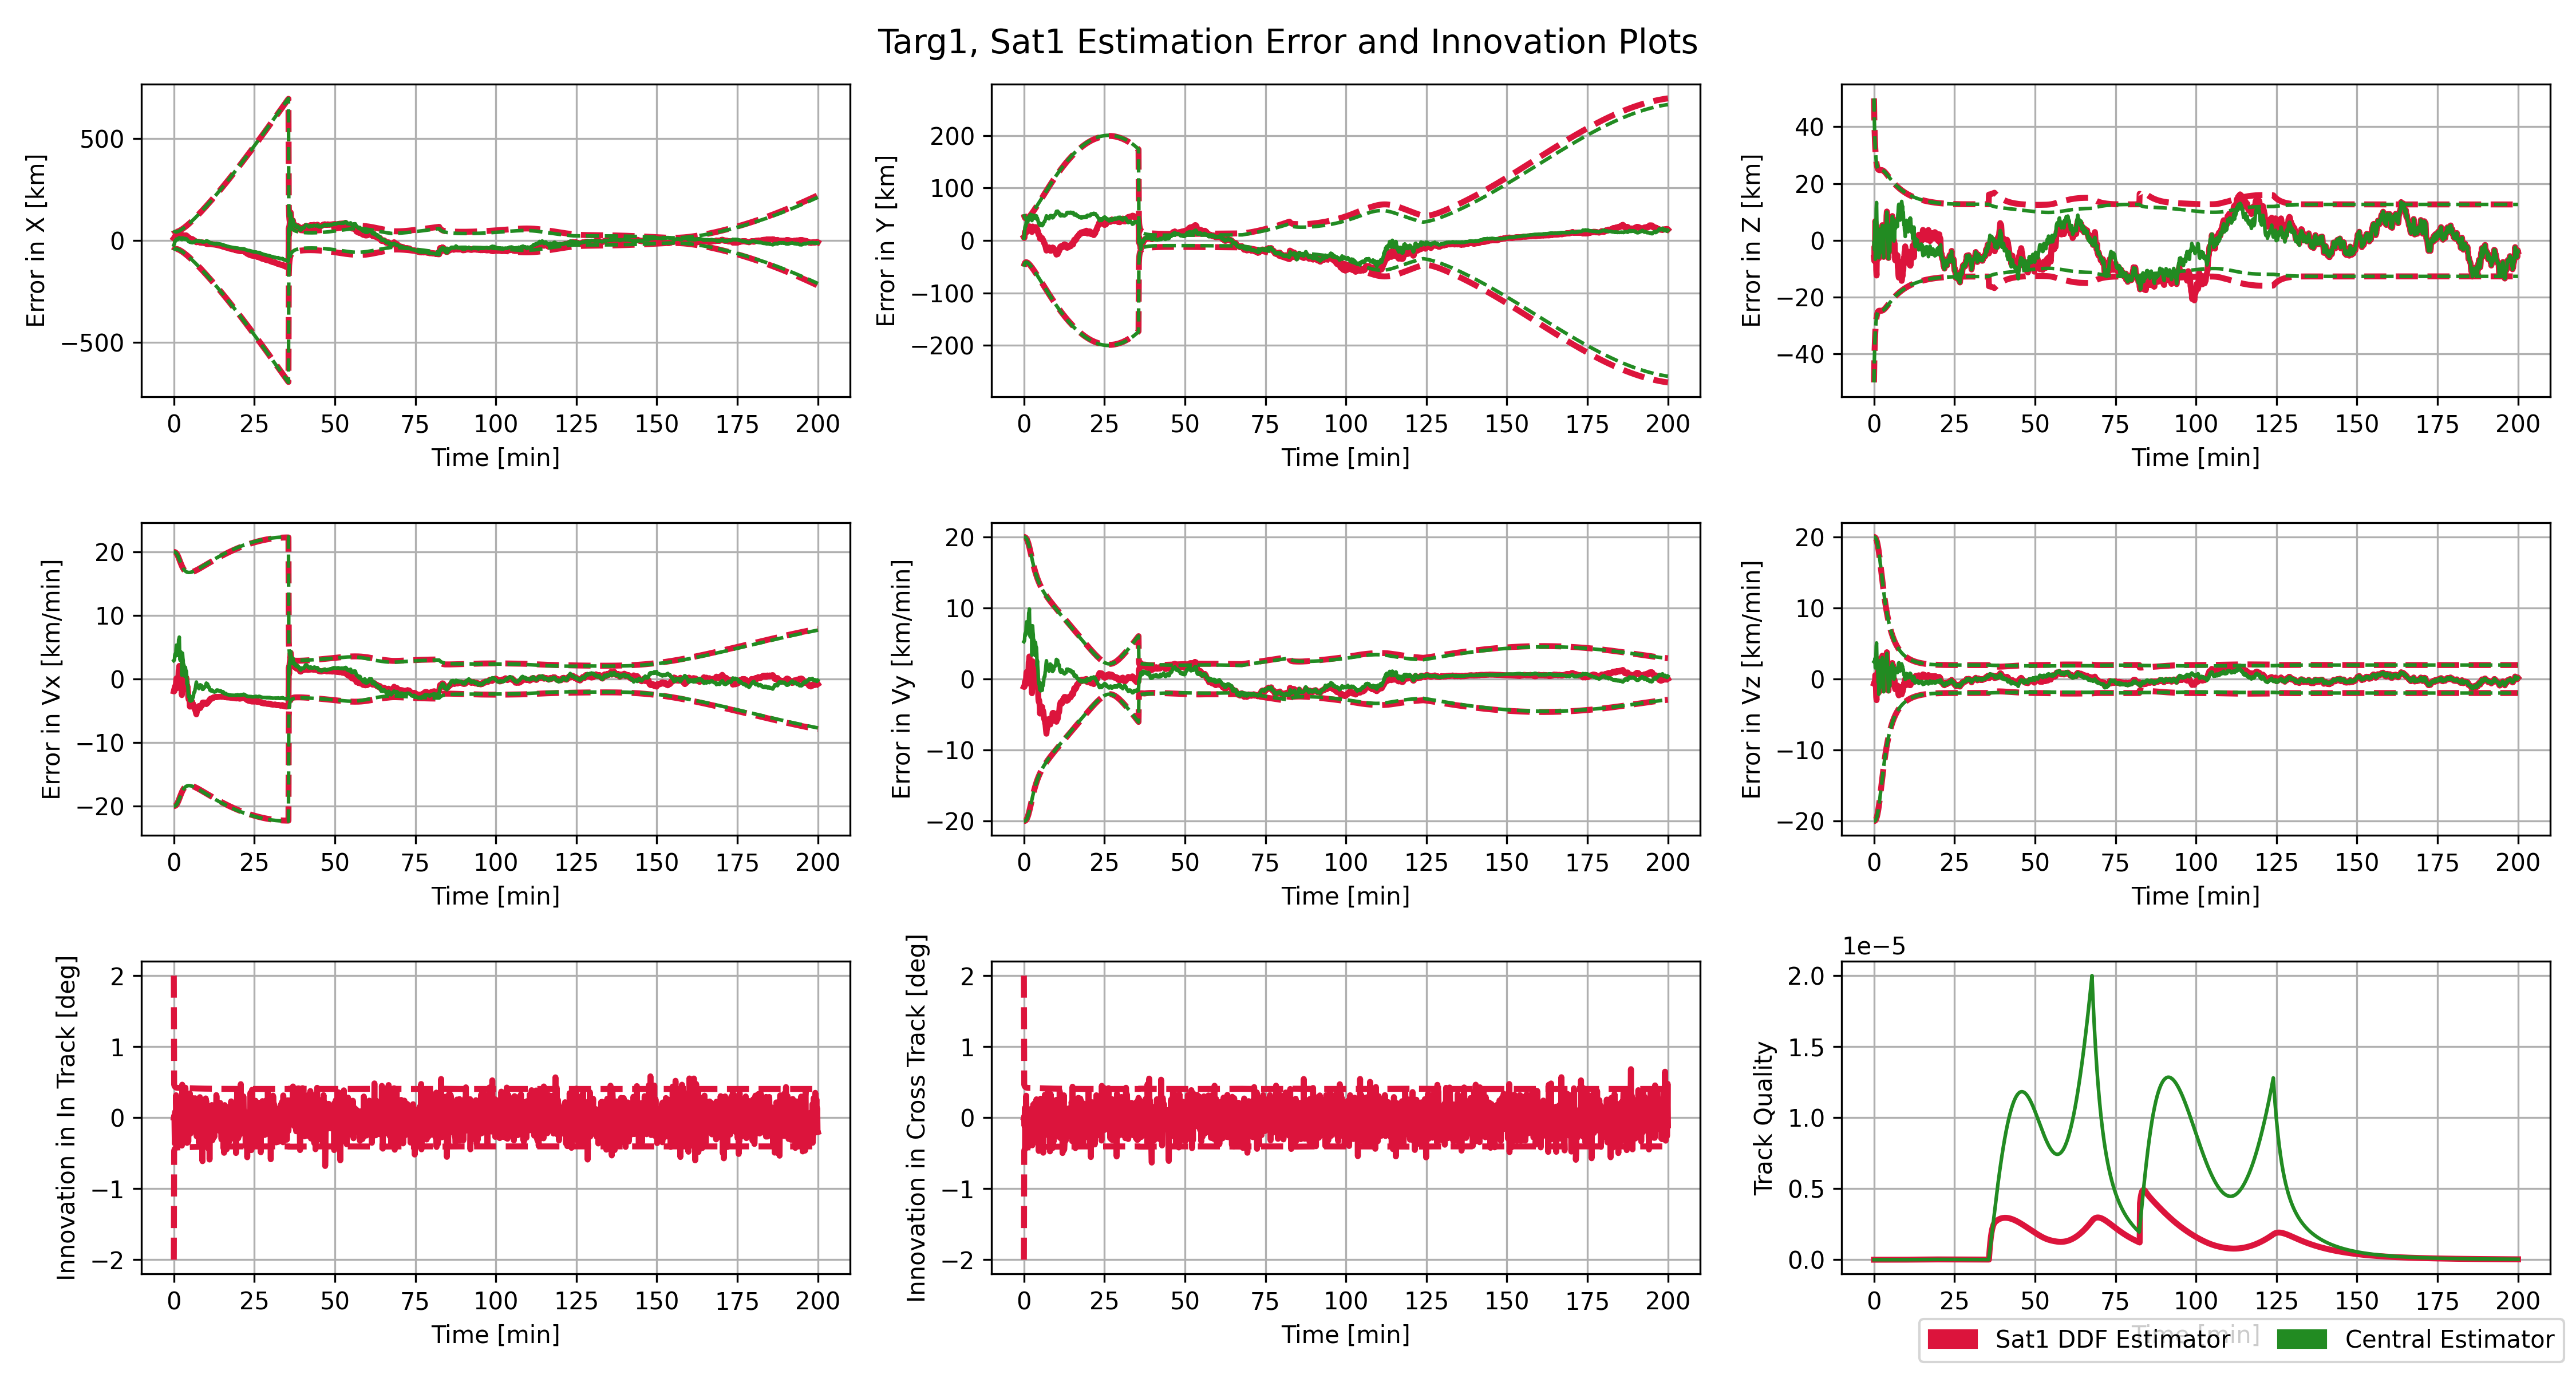 Targ1, Sat1 Estimation Error and Innovation Plots
Error in X [km]
500
0
−500
0 25 50 75 100 125 150 175 200
Time [min]
Error in Y [km]
200
100
0
−100
−200
0 25 50 75 100 125 150 175 200
Time [min]
Error in Z [km]
40
20
0
−20
−40
0 25 50 75 100 125 150 175 200
Time [min]
Error in Vx [km/min]
20
10
0
−10
−20
0 25 50 75 100 125 150 175 200
Time [min]
Error in Vy [km/min]
20
10
0
−10
−20
0 25 50 75 100 125 150 175 200
Time [min]
Error in Vz [km/min]
20
10
0
−10
−20
0 25 50 75 100 125 150 175 200
Time [min]
Innovation in In Track [deg]
2
1
0
−1
−2
0 25 50 75 100 125 150 175 200
Time [min]
Innovation in Cross Track [deg]
2
1
0
−1
−2
0 25 50 75 100 125 150 175 200
Time [min]
1e−5
Track Quality
2.0
1.5
1.0
0.5
0.0
0 25 50 75 100 125 150 175 200
Time [min]
Sat1 DDF Estimator
Central Estimator